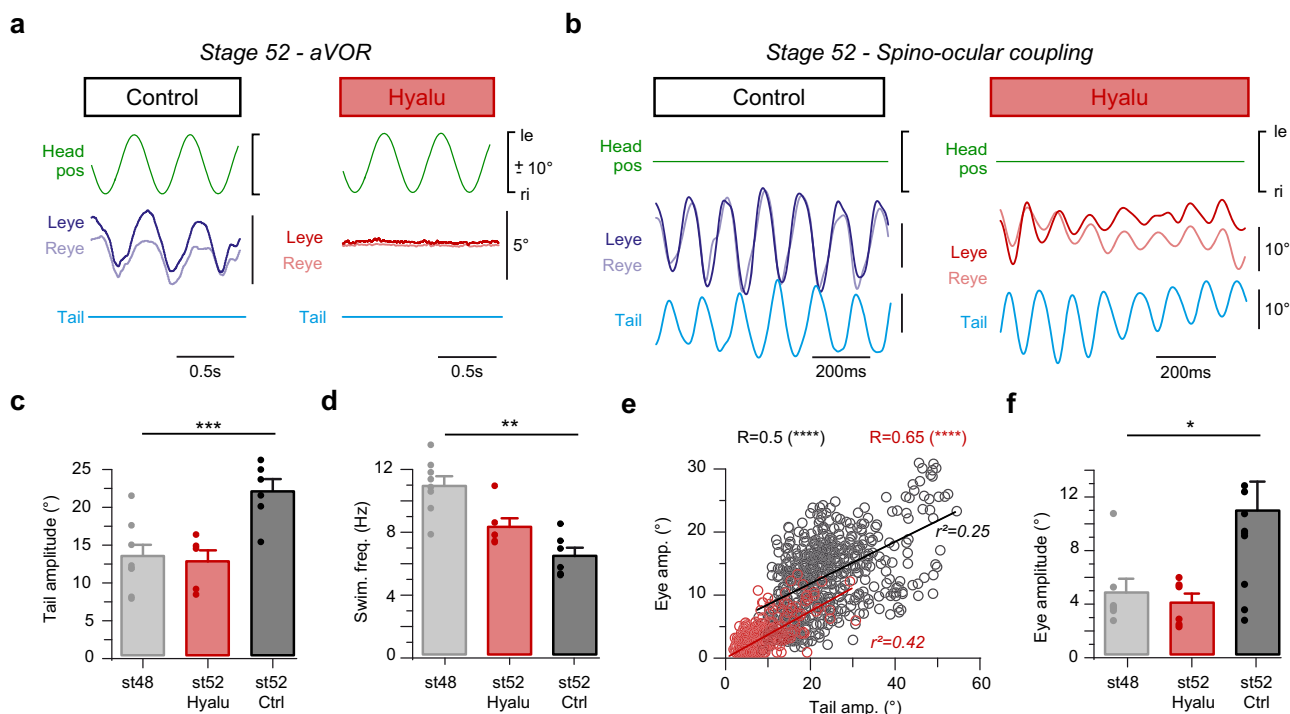 a
Stage 52 - aVOR
Control
Hyalu
Head
pos
le
± 10°
ri
Leye
Reye
Leye
Reye
5°
Tail
0.5s
0.5s
b
Stage 52 - Spino-ocular coupling
Control
Hyalu
Head
pos
le
ri
Leye
Reye
Leye
Reye
10°
Tail
Tail
10°
200ms
200ms
c
***
Tail amplitude (°)
25
20
15
10
5
0
st48
st52
Hyalu
st52
Ctrl
d
**
Swim. freq. (Hz)
12
8
4
0
st48
st52
Hyalu
st52
Ctrl
e
R=0.5 (****)
R=0.65 (****)
Eye amp. (°)
30
20
10
0
r²=0.25
r²=0.42
0
20
40
60
Tail amp. (°)
f
*
Eye amplitude (°)
12
8
4
0
st48
st52
Hyalu
st52
Ctrl